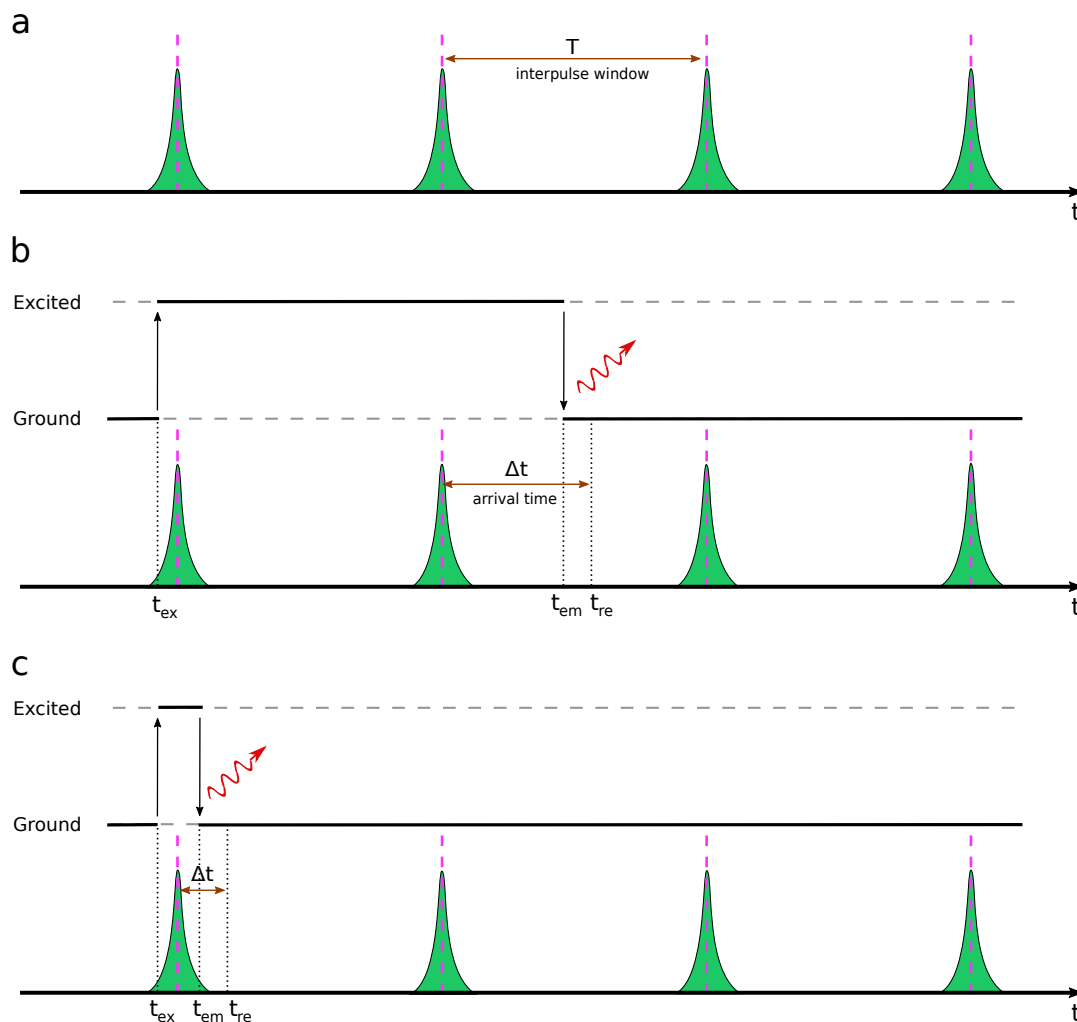 a
T
interpulse window
t
b
Excited
Ground
Δt
arrival time
t_ex t_em t_re t
c
Excited
Ground
Δt
t_ex t_em t_re t